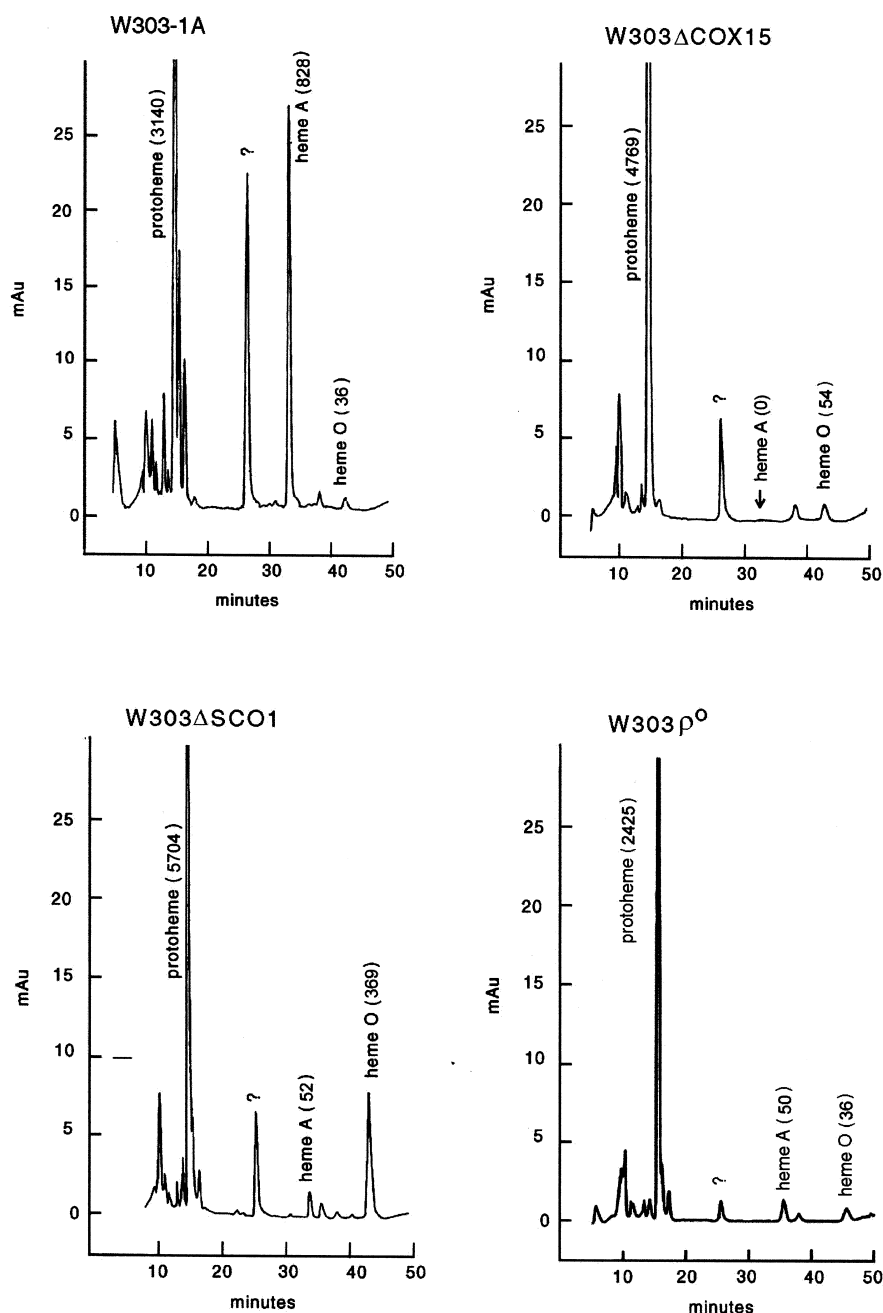 W303-1A
mAu
25
20
15
10
5
0
protoheme (3140)
?
heme A (828)
heme O (36)
10 20 30 40 50
minutes
W303ΔCOX15
mAu
25
20
15
10
5
0
protoheme (4769)
?
heme A (0)
heme O (54)
10 20 30 40 50
minutes
W303ΔSCO1
mAu
25
20
15
10
5
0
protoheme (5704)
?
heme A (52)
heme O (369)
10 20 30 40 50
minutes
W303ρ⁰
mAu
25
20
15
10
5
0
protoheme (2425)
?
heme A (50)
heme O (36)
10 20 30 40 50
minutes